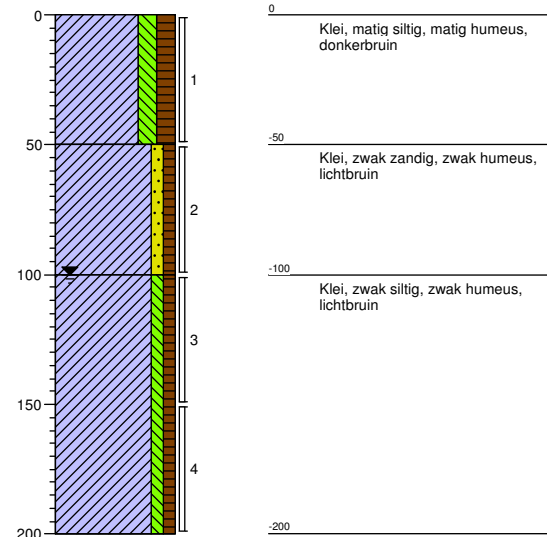 0
50
100
150
200
1
2
3
4
0
Klei, matig siltig, matig humeus,
donkerbruin
-50
Klei, zwak zandig, zwak humeus,
lichtbruin
-100
Klei, zwak siltig, zwak humeus,
lichtbruin
-200